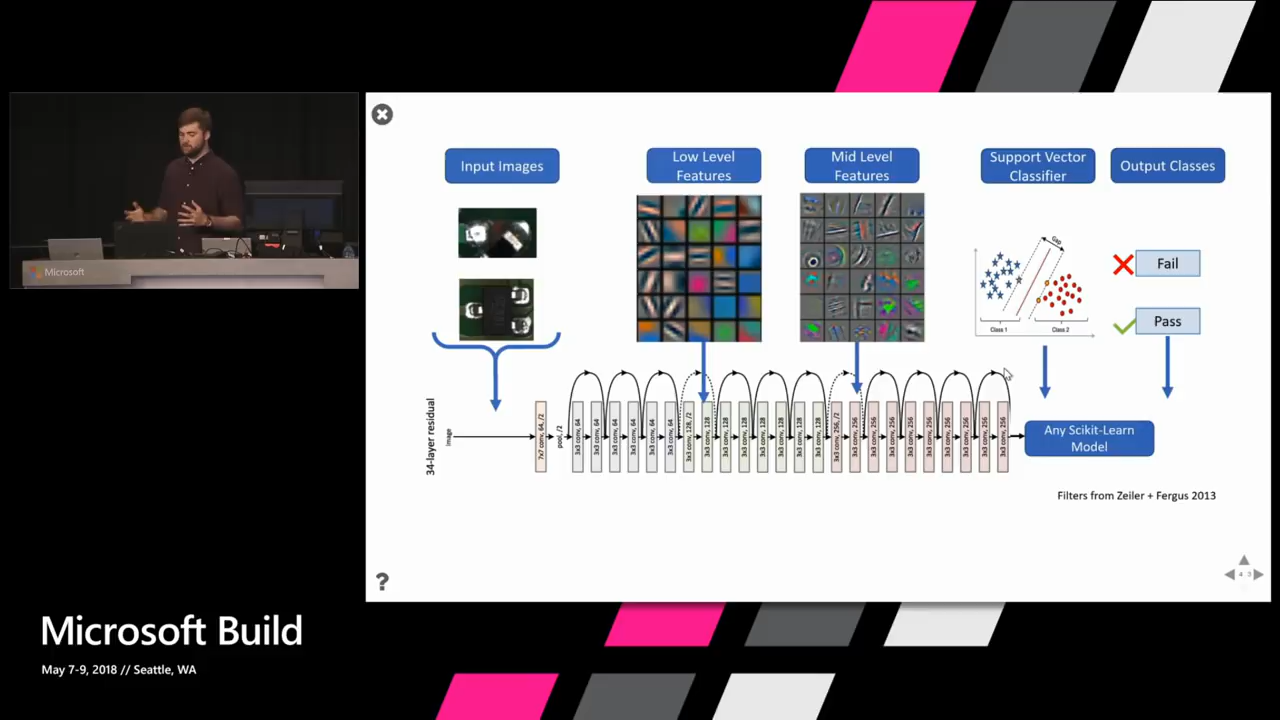 Microsoft
Input Images
Low Level
Features
Mid Level
Features
Support Vector
Classifier
Output Classes
Gap
Class 1
Class 2
Fail
Pass
34-layer residual
image
7x7 conv, 64, /2
pool, /2
3x3 conv, 64
3x3 conv, 64
3x3 conv, 64
3x3 conv, 64
3x3 conv, 64
3x3 conv, 64
3x3 conv, 128, /2
3x3 conv, 128
3x3 conv, 128
3x3 conv, 128
3x3 conv, 128
3x3 conv, 128
3x3 conv, 128
3x3 conv, 128
3x3 conv, 256, /2
3x3 conv, 256
3x3 conv, 256
3x3 conv, 256
3x3 conv, 256
3x3 conv, 256
3x3 conv, 256
3x3 conv, 256
3x3 conv, 256
3x3 conv, 256
Any Scikit-Learn
Model
Filters from Zeiler + Fergus 2013
?
4 3
Microsoft Build
May 7-9, 2018 // Seattle, WA